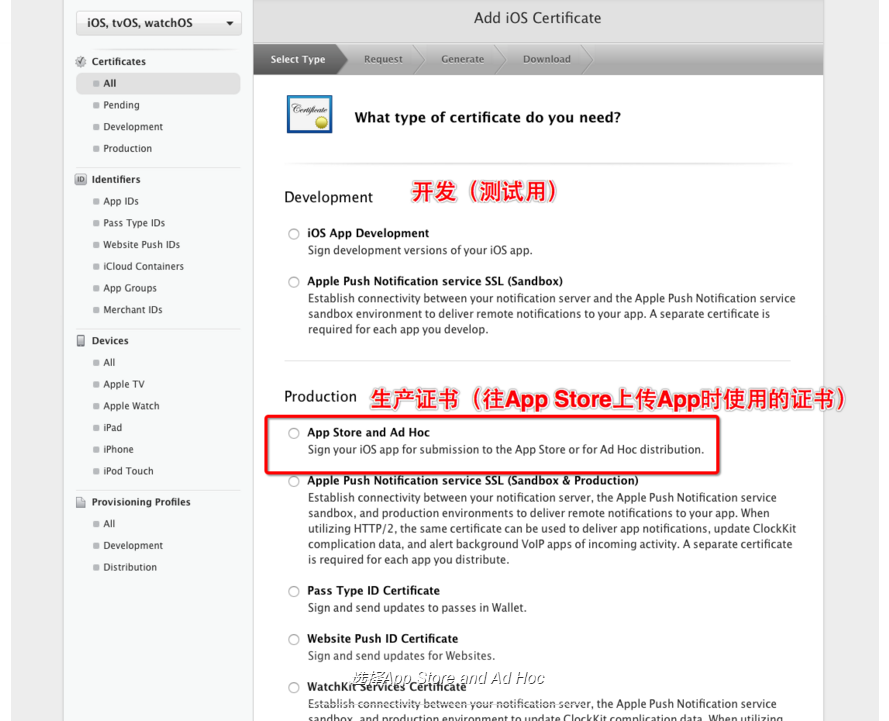 iOS, tvOS, watchOS
Certificates
All
Pending
Development
Production
Identifiers
App IDs
Pass Type IDs
Website Push IDs
iCloud Containers
App Groups
Merchant IDs
Devices
All
Apple TV
Apple Watch
iPad
iPhone
iPod Touch
Provisioning Profiles
All
Development
Distribution
Add iOS Certificate
Select Type
Request
Generate
Download
Certificate
What type of certificate do you need?
Development 开发（测试用）
iOS App Development
Sign development versions of your iOS app.
Apple Push Notification service SSL (Sandbox)
Establish connectivity between your notification server and the Apple Push Notification service
sandbox environment to deliver remote notifications to your app. A separate certificate is
required for each app you develop.
Production 生产证书（往App Store上传App时使用的证书）
App Store and Ad Hoc
Sign your iOS app for submission to the App Store or for Ad Hoc distribution.
Apple Push Notification service SSL (Sandbox & Production)
Establish connectivity between your notification server, the Apple Push Notification service
sandbox, and production environments to deliver remote notifications to your app. When
utilizing HTTP/2, the same certificate can be used to deliver app notifications, update ClockKit
complication data, and alert background VoIP apps of incoming activity. A separate certificate
is required for each app you distribute.
Pass Type ID Certificate
Sign and send updates to passes in Wallet.
Website Push ID Certificate
Sign and send updates for Websites.
选择App Store and Ad Hoc
WatchKit Services Certificate
Establish connectivity between your notification server, the Apple Push Notification service
sandbox, and production environment to update ClockKit complication data. When utilizing